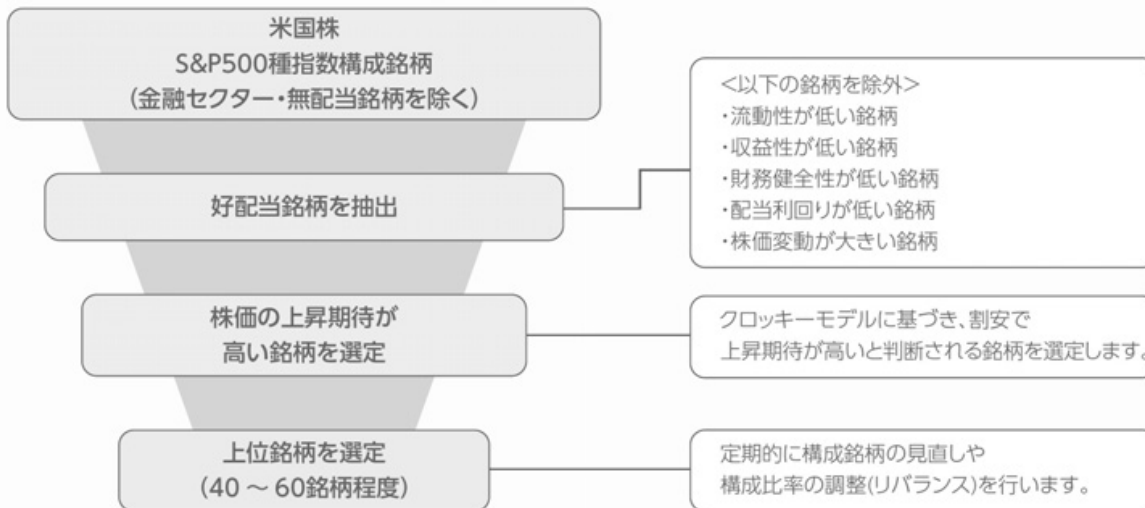 米国株
S&P500種指数構成銘柄
(金融セクター・無配当銘柄を除く)
<以下の銘柄を除外>
・流動性が低い銘柄
・収益性が低い銘柄
・財務健全性が低い銘柄
・配当利回りが低い銘柄
・株価変動が大きい銘柄
好配当銘柄を抽出
株価の上昇期待が
高い銘柄を選定
クロッキーモデルに基づき、割安で
上昇期待が高いと判断される銘柄を選定します。
上位銘柄を選定
(40 ~ 60銘柄程度)
定期的に構成銘柄の見直しや
構成比率の調整(リバランス)を行います。